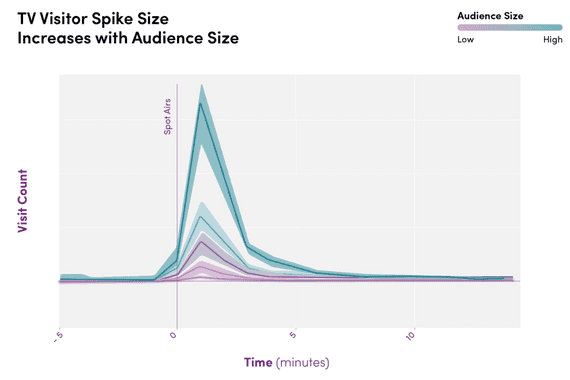 TV Visitor Spike Size
Increases with Audience Size
Audience Size
Low High
Spot Airs
Visit Count
-5 0 5 10
Time (minutes)